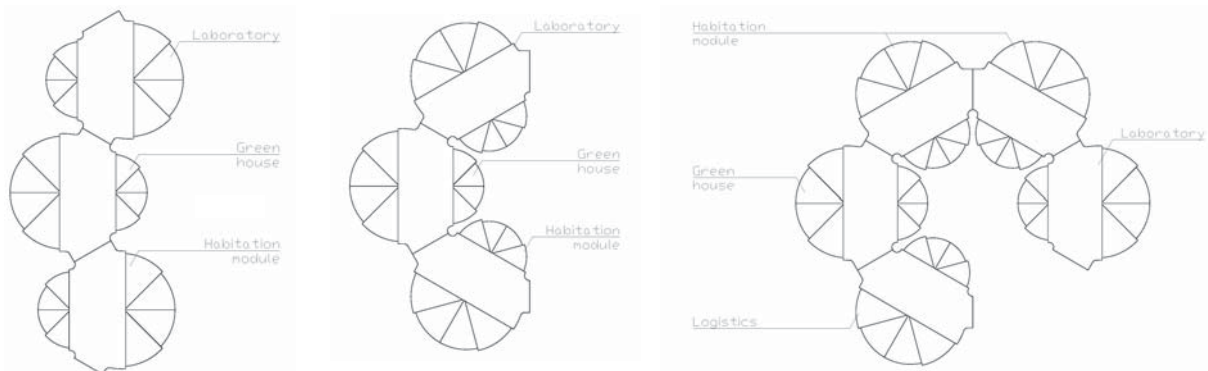 Laboratory
Green
house
Habitation
module
Laboratory
Green
house
Habitation
module
Habitation
module
Laboratory
Green
house
Logistics